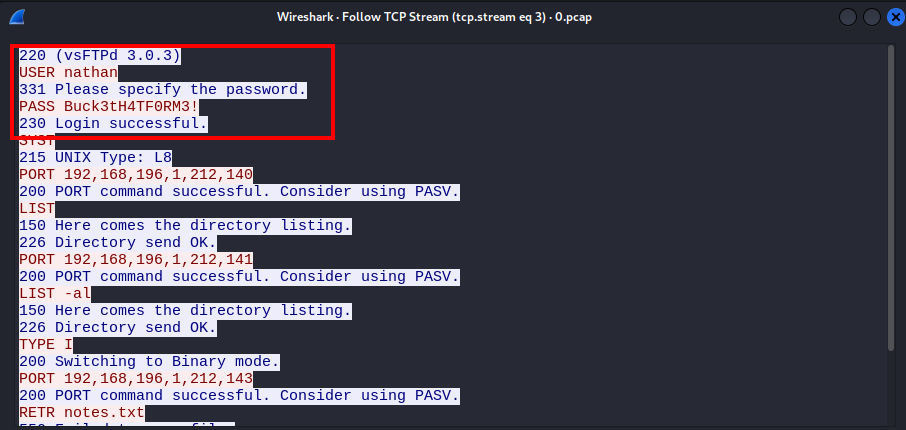 Wireshark · Follow TCP Stream (tcp.stream eq 3) · 0.pcap
220 (vsFTPd 3.0.3)
USER nathan
331 Please specify the password.
PASS Buck3tH4TF0RM3!
230 Login successful.
SYST
215 UNIX Type: L8
PORT 192,168,196,1,212,140
200 PORT command successful. Consider using PASV.
LIST
150 Here comes the directory listing.
226 Directory send OK.
PORT 192,168,196,1,212,141
200 PORT command successful. Consider using PASV.
LIST -al
150 Here comes the directory listing.
226 Directory send OK.
TYPE I
200 Switching to Binary mode.
PORT 192,168,196,1,212,143
200 PORT command successful. Consider using PASV.
RETR notes.txt
550 Failed to open file.